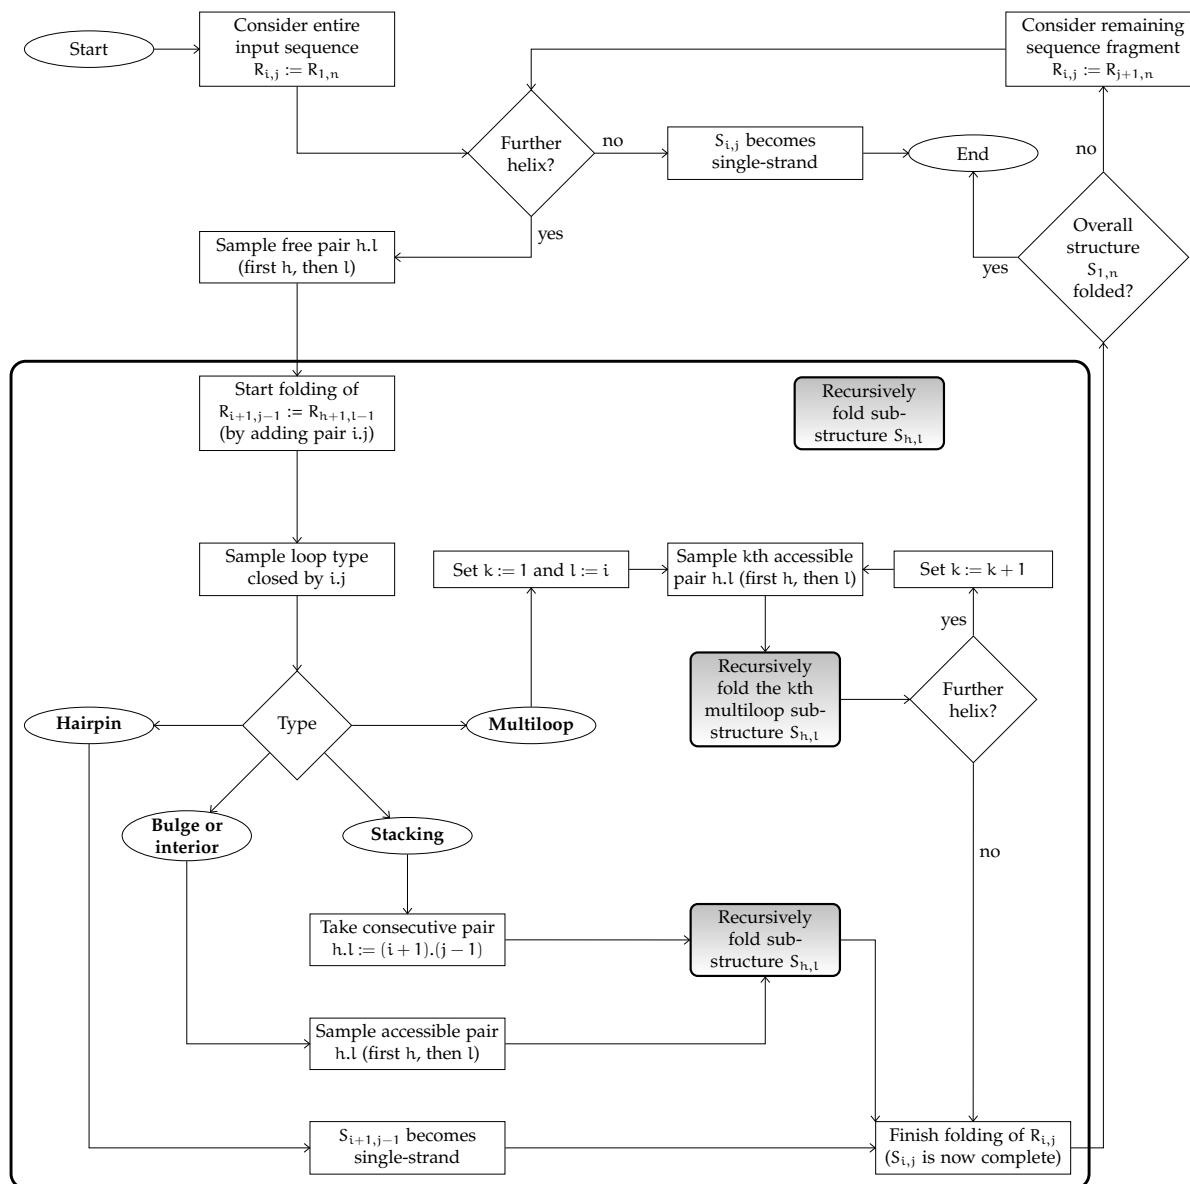 Start
Consider entire
input sequence
R_{i,j} := R_{1,n}
Consider remaining
sequence fragment
R_{i,j} := R_{j+1,n}
Further
helix?
no
S_{i,j} becomes
single-strand
End
no
yes
Overall
structure
S_{1,n}
folded?
yes
Sample free pair h.l
(first h, then l)
Start folding of
R_{i+1,j−1} := R_{h+1,l−1}
(by adding pair i.j)
Recursively
fold sub-
structure S_{h,l}
Sample loop type
closed by i.j
Set k := 1 and l := i
Sample kth accessible
pair h.l (first h, then l)
Set k := k + 1
yes
Recursively
fold the kth
multiloop sub-
structure S_{h,l}
Further
helix?
Hairpin
Type
Multiloop
Bulge or
interior
Stacking
no
Take consecutive pair
h.l := (i + 1).(j − 1)
Recursively
fold sub-
structure S_{h,l}
Sample accessible pair
h.l (first h, then l)
S_{i+1,j−1} becomes
single-strand
Finish folding of R_{i,j}
(S_{i,j} is now complete)